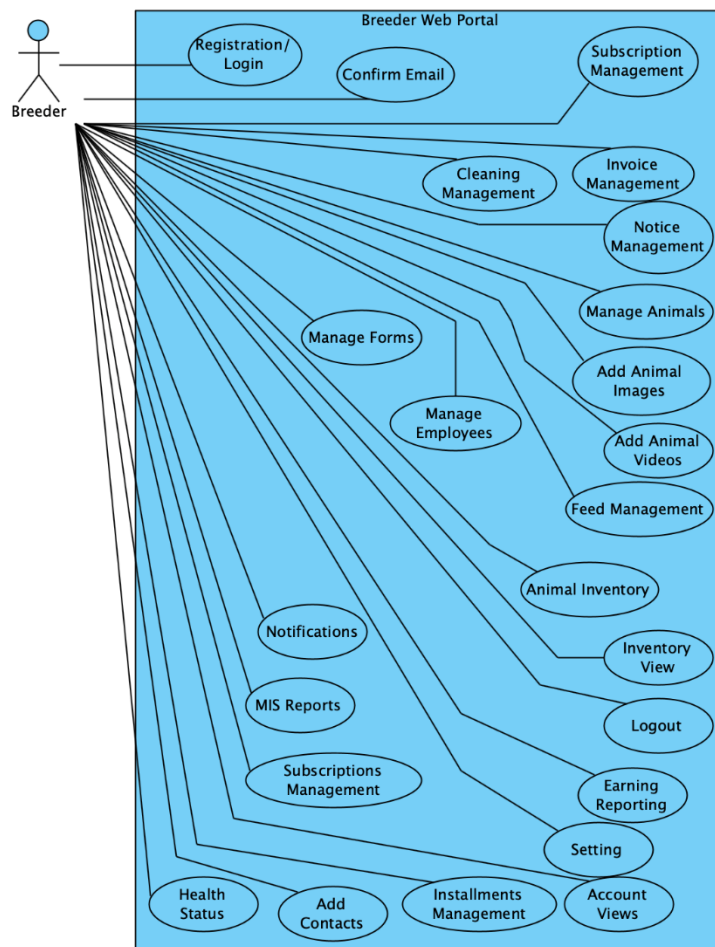 Breeder Web Portal
Registration/
Login
Subscription
Management
Confirm Email
Breeder
Cleaning
Management
Invoice
Management
Notice
Management
Manage Animals
Manage Forms
Add Animal
Images
Manage
Employees
Add Animal
Videos
Feed Management
Animal Inventory
Notifications
Inventory
View
MIS Reports
Logout
Subscriptions
Management
Earning
Reporting
Setting
Health
Status
Add
Contacts
Installments
Management
Account
Views